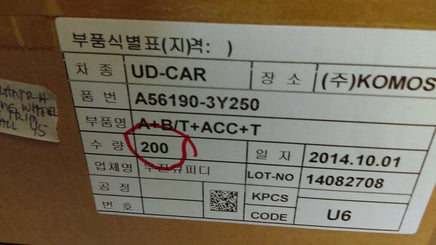 부품식별표(지역: )
차 종 UD-CAR 장 소 (주)KOMOS
품 번 A56190-3Y250
부품명 A+B/T+ACC+T
수 량 200 일 자 2014.10.01
업체명 LOT-NO 14082708
공 정 KPCS
번 호 CODE U6